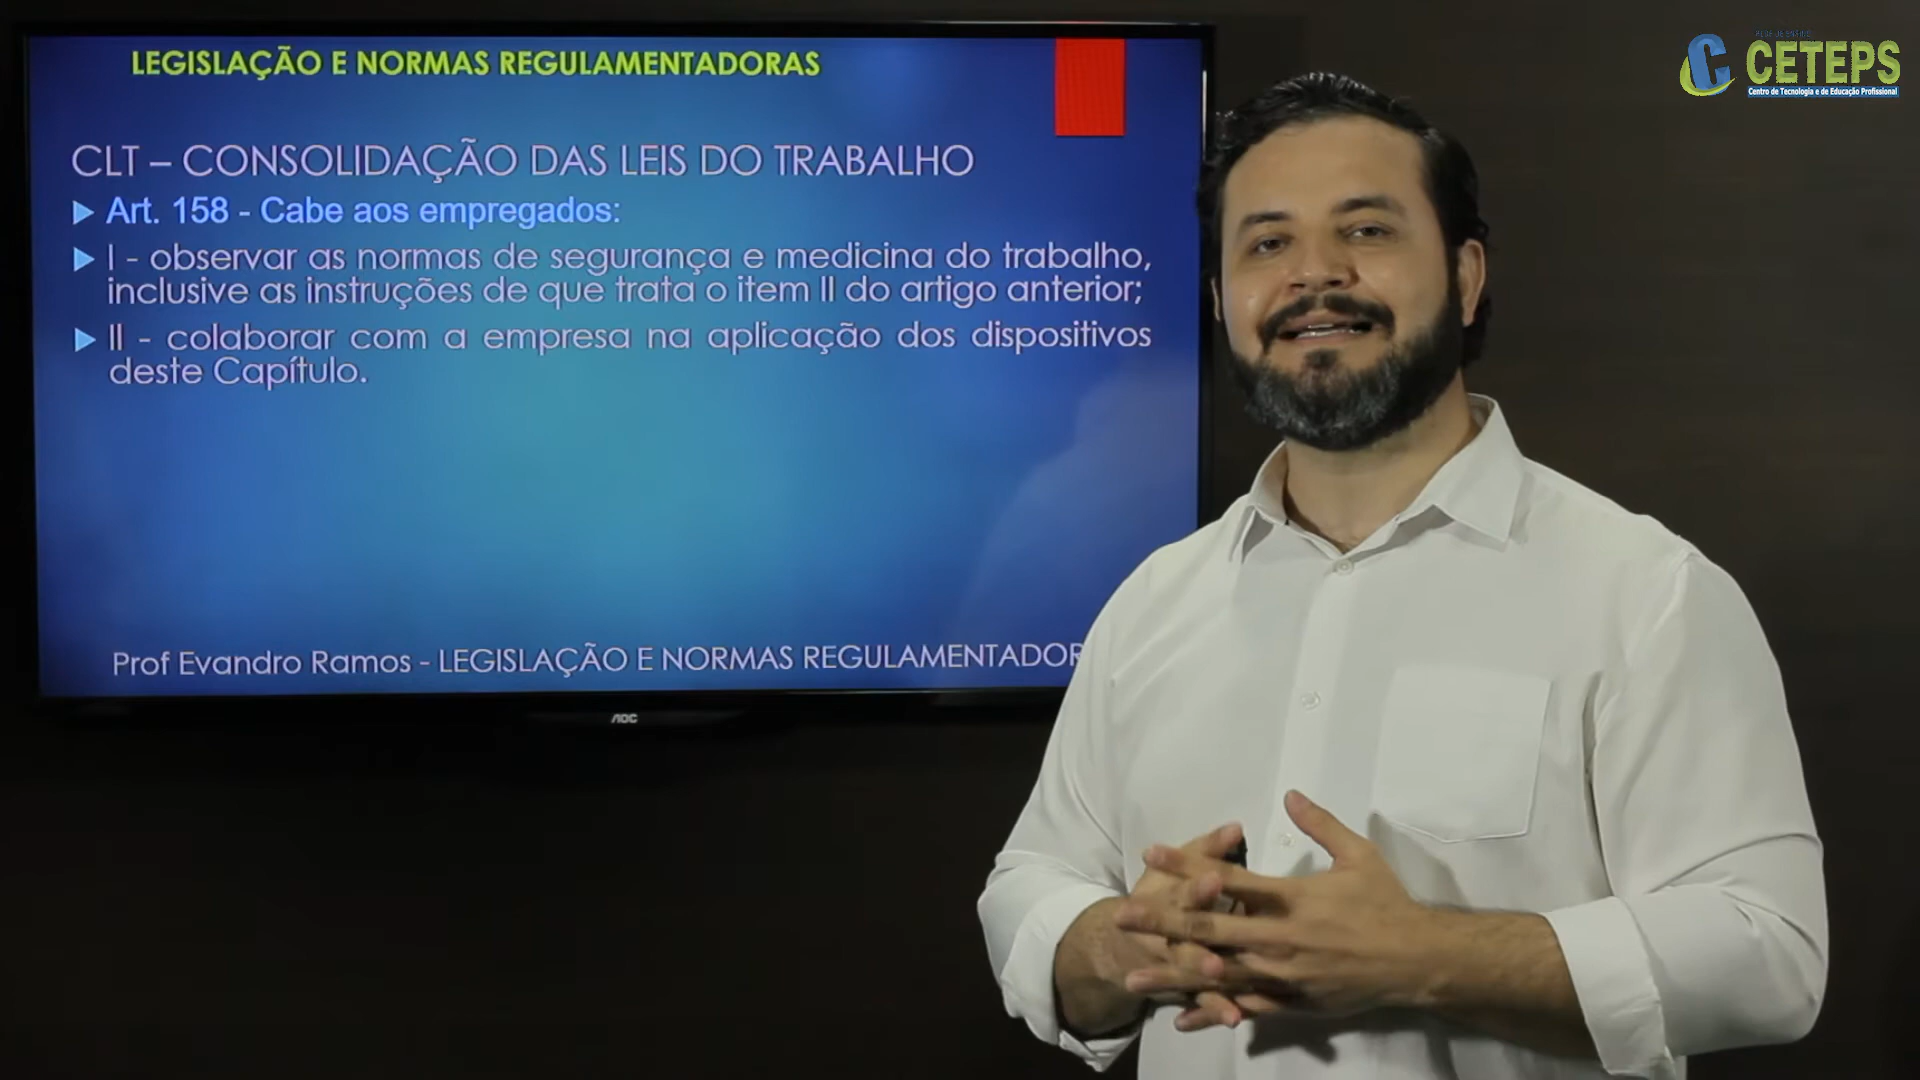 LEGISLAÇÃO E NORMAS REGULAMENTADORAS
CLT – CONSOLIDAÇÃO DAS LEIS DO TRABALHO
Art. 158 - Cabe aos empregados:
I - observar as normas de segurança e medicina do trabalho,
inclusive as instruções de que trata o item II do artigo anterior;
II - colaborar com a empresa na aplicação dos dispositivos
deste Capítulo.
Prof Evandro Ramos - LEGISLAÇÃO E NORMAS REGULAMENTADOR
AOC
REDE DE ENSINO
CETEPS
Centro de Tecnologia e de Educação Profissional